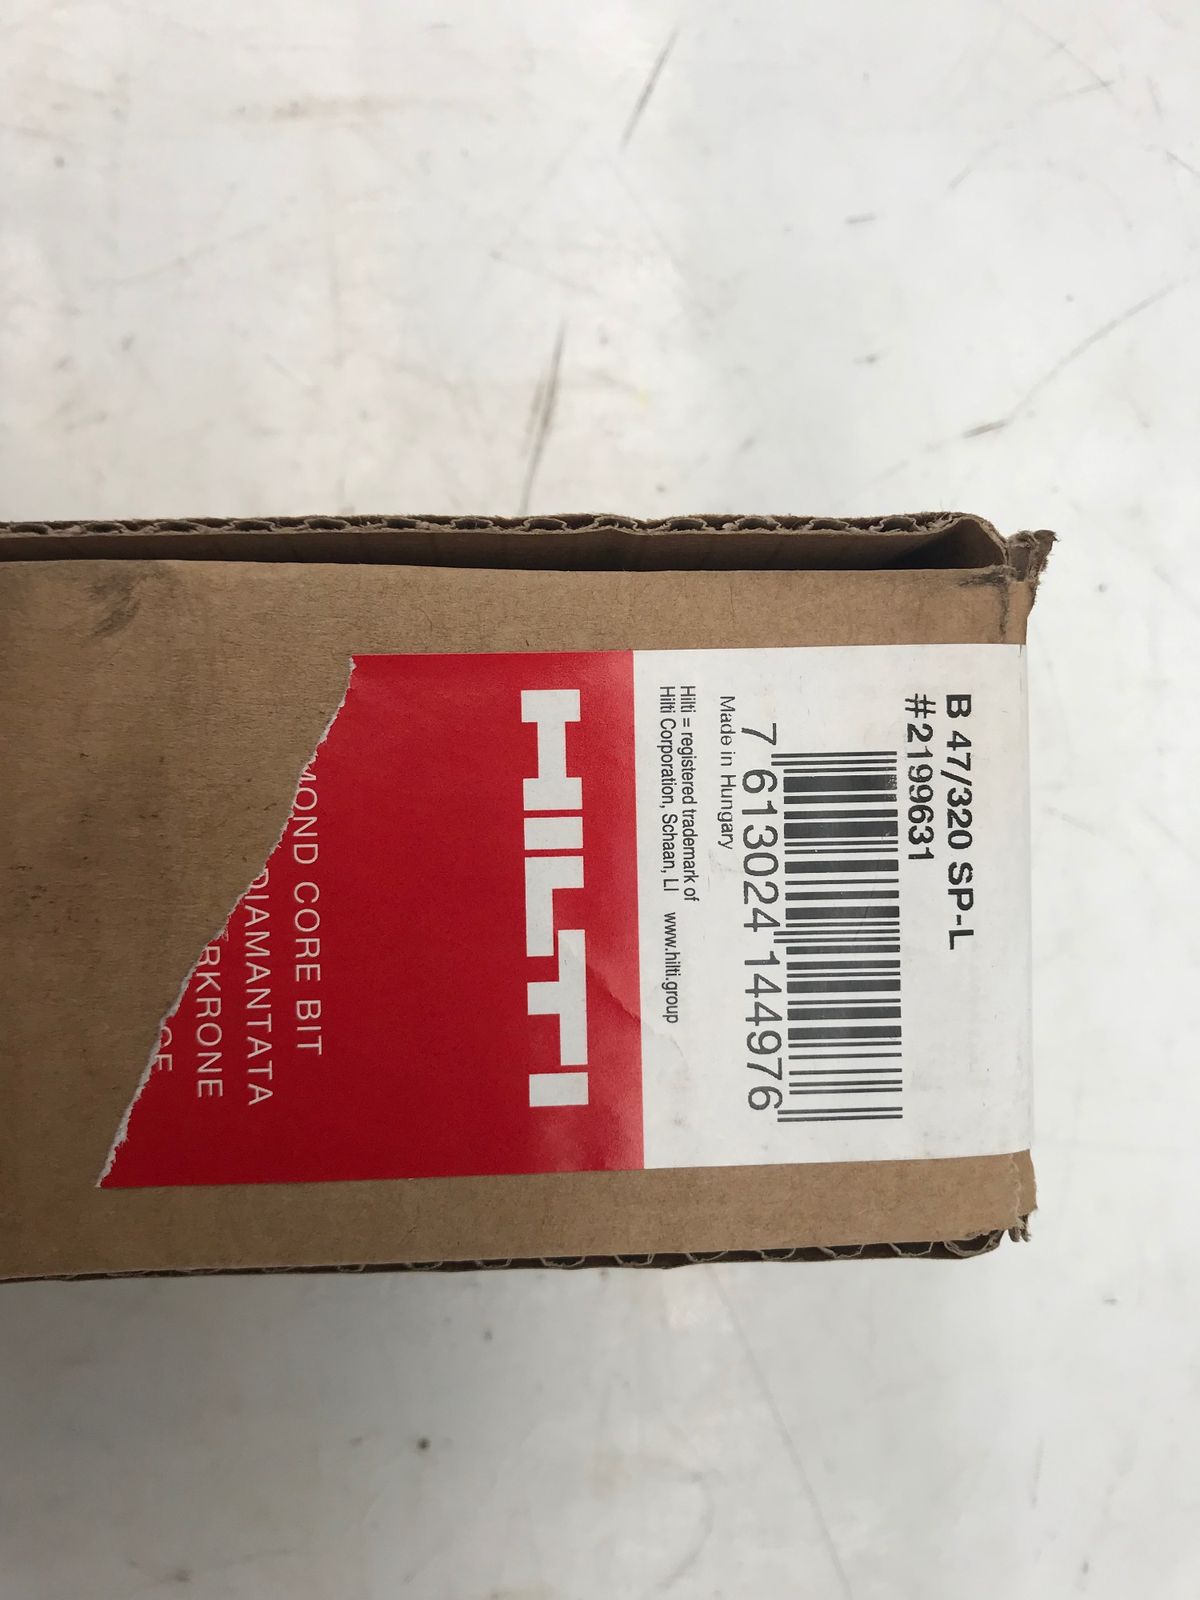 B 47/320 SP-L
#2199631
7 613024 144976
Made in Hungary
Hilti = registered trademark of
Hilti Corporation, Schaan, LI www.hilti.group
HILTI
MOND CORE BIT
DIAMANTATA
RKRONE